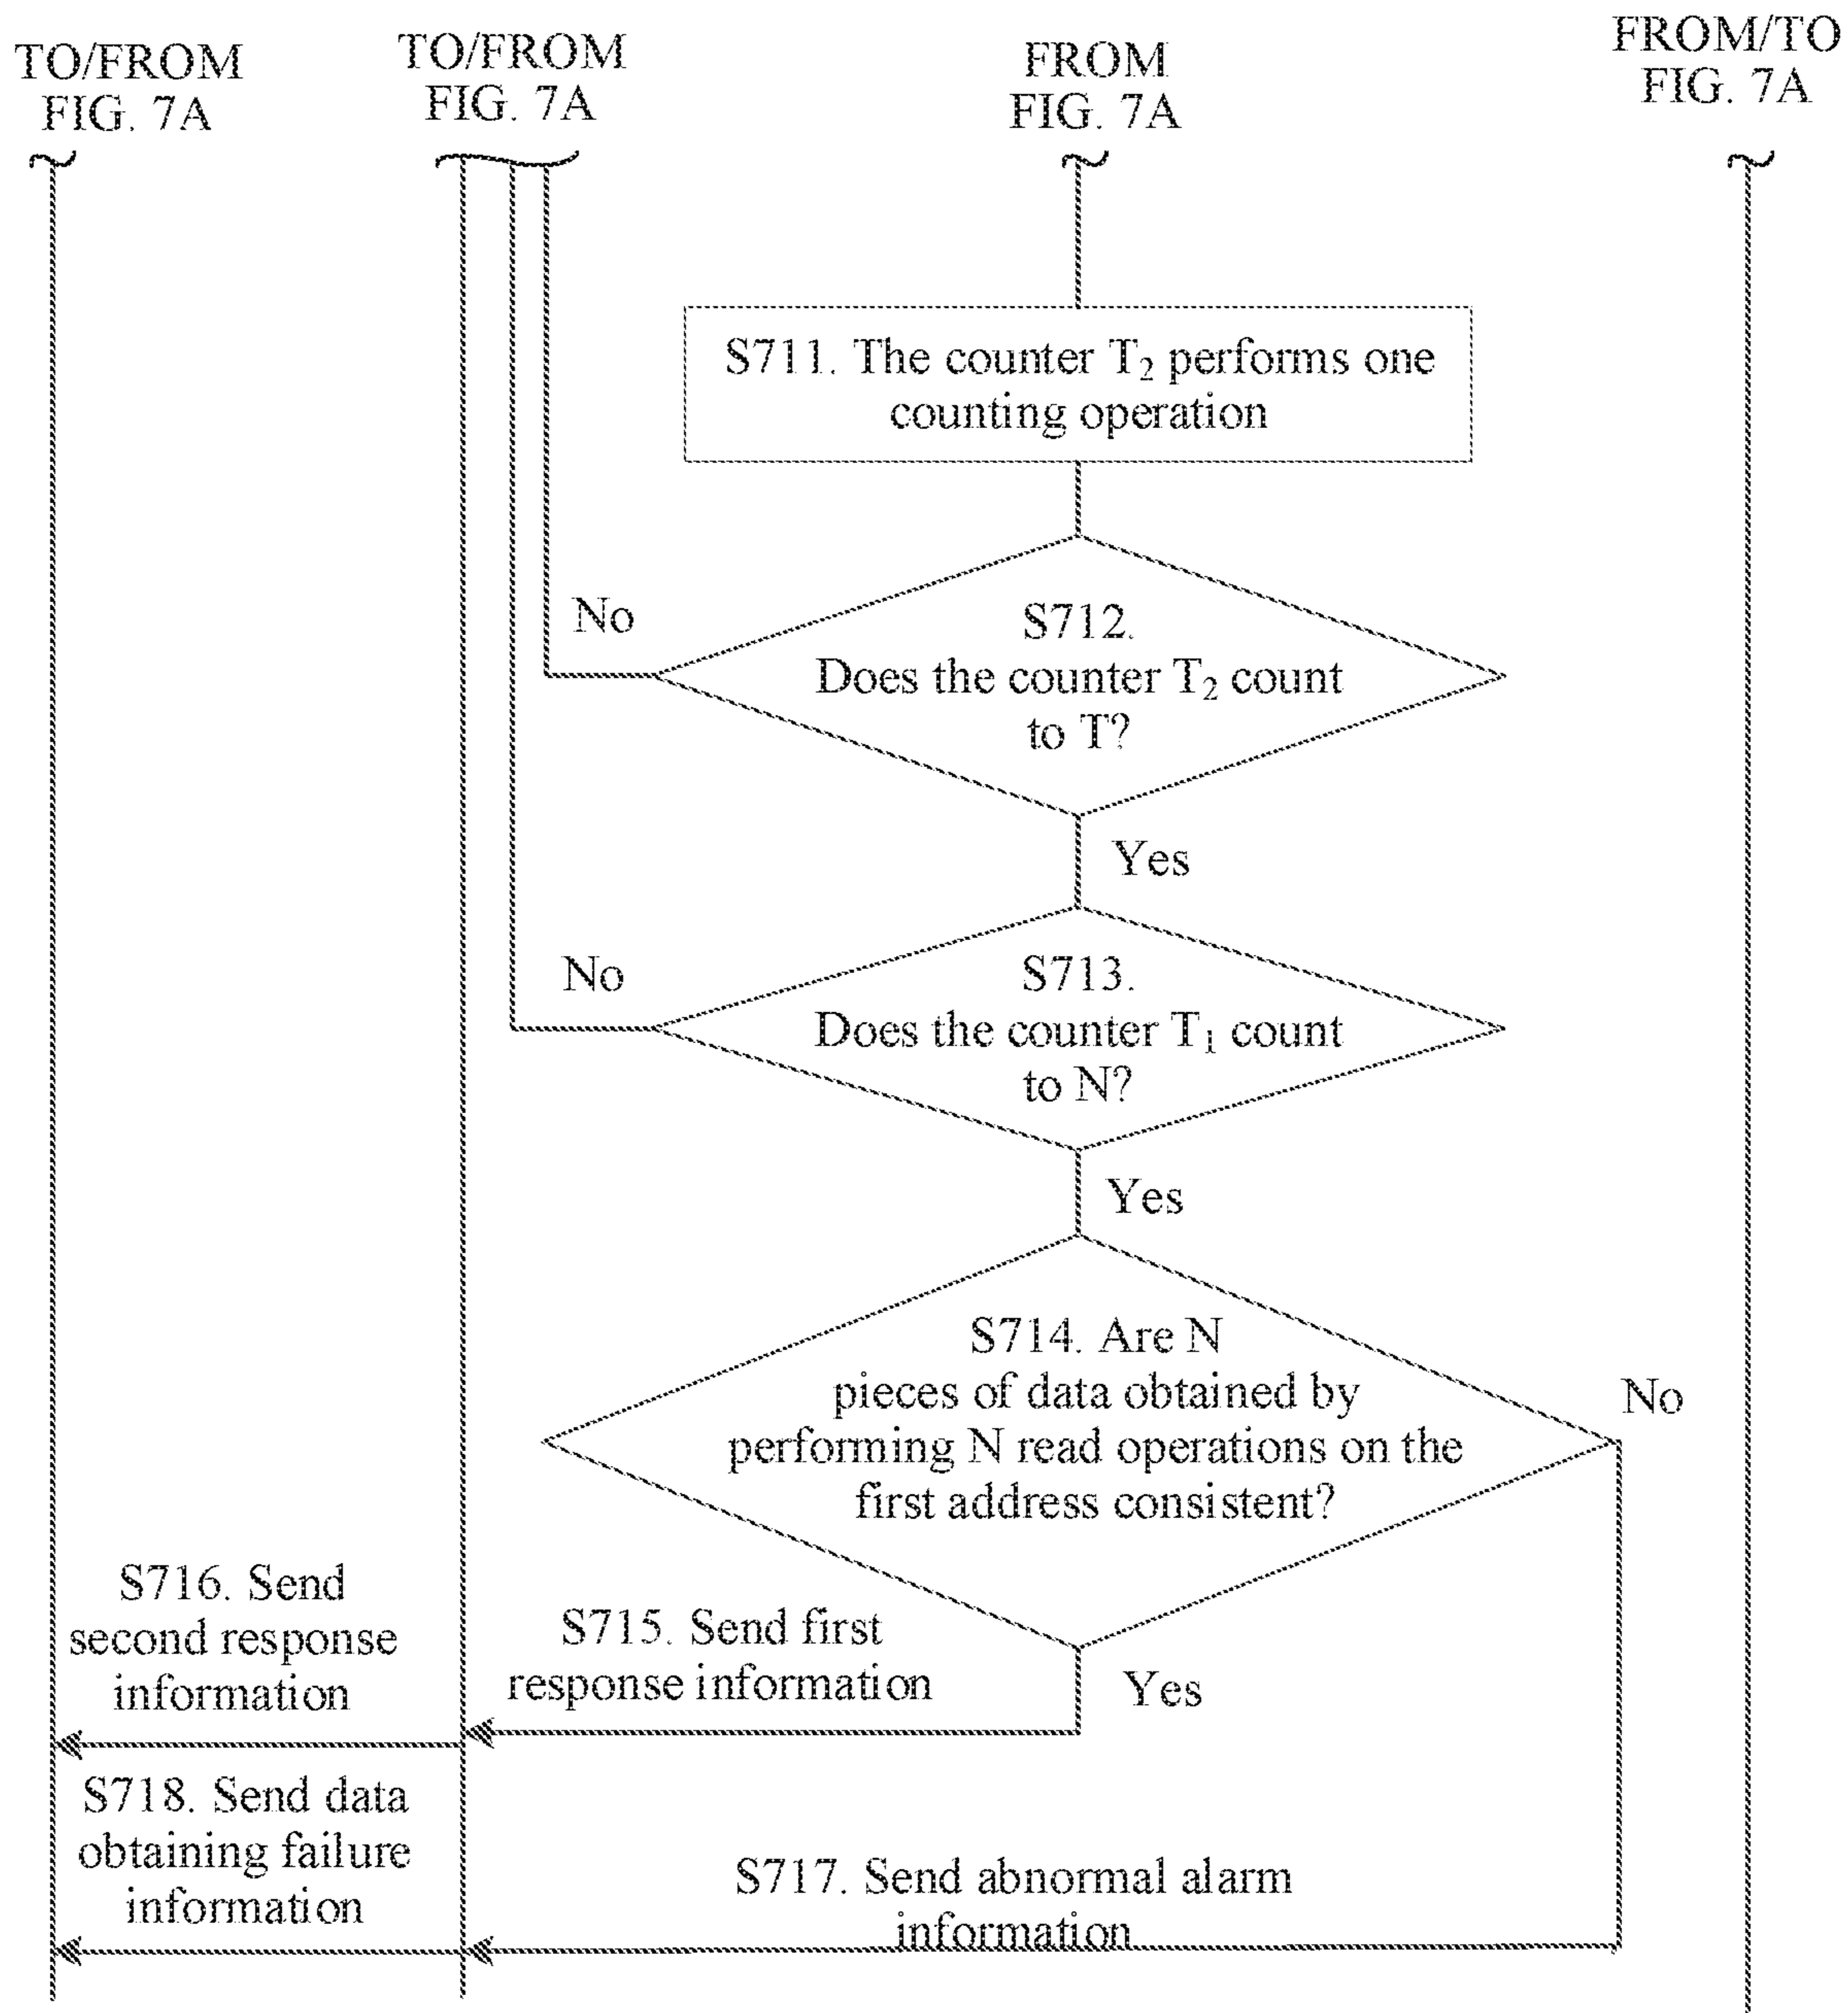 TO/FROM
FIG. 7A
TO/FROM
FIG. 7A
FROM
FIG. 7A
FROM/TO
FIG. 7A
S711. The counter T₂ performs one
counting operation
No
S712.
Does the counter T₂ count
to T?
Yes
No
S713.
Does the counter T₁ count
to N?
Yes
S714. Are N
pieces of data obtained by
performing N read operations on the
first address consistent?
No
S716. Send
second response
information
S715. Send first
response information
Yes
S718. Send data
obtaining failure
information
S717. Send abnormal alarm
information